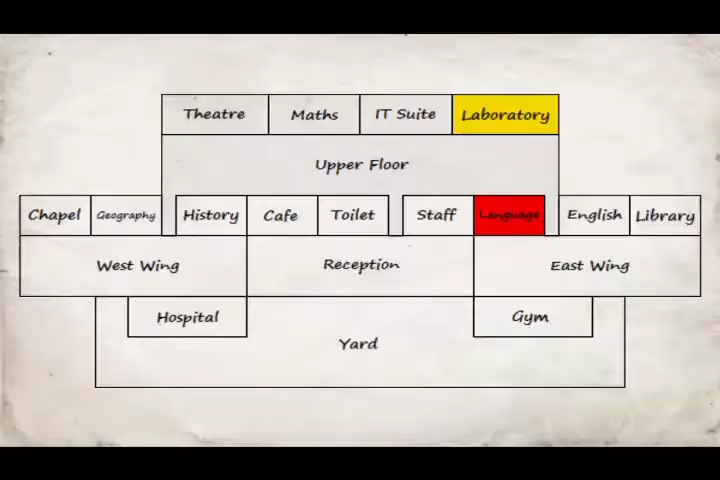 Theatre Maths IT Suite Laboratory
Upper Floor
Chapel Geography History Cafe Toilet Staff Language English Library
West Wing Reception East Wing
Hospital Gym
Yard